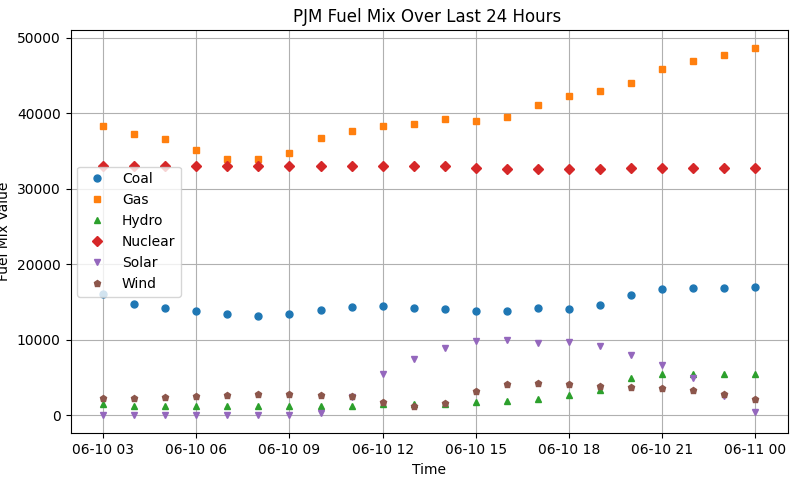 PJM Fuel Mix Over Last 24 Hours
50000
40000
30000
20000
10000
0
Fuel Mix Value
Coal
Gas
Hydro
Nuclear
Solar
Wind
06-10 03 06-10 06 06-10 09 06-10 12 06-10 15 06-10 18 06-10 21 06-11 00
Time